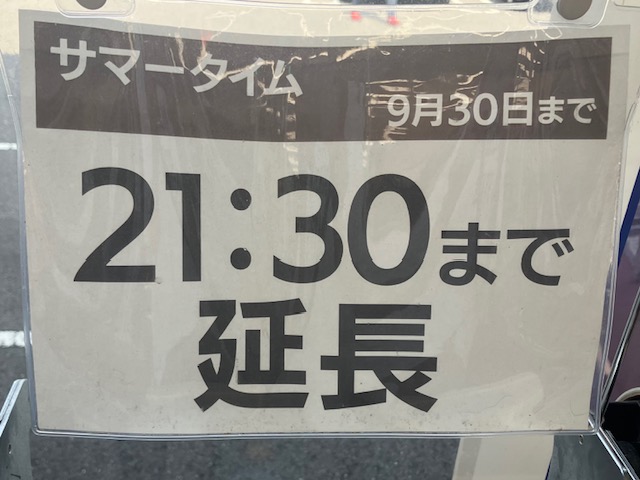 サマータイム
9月30日まで
21:30まで
延長